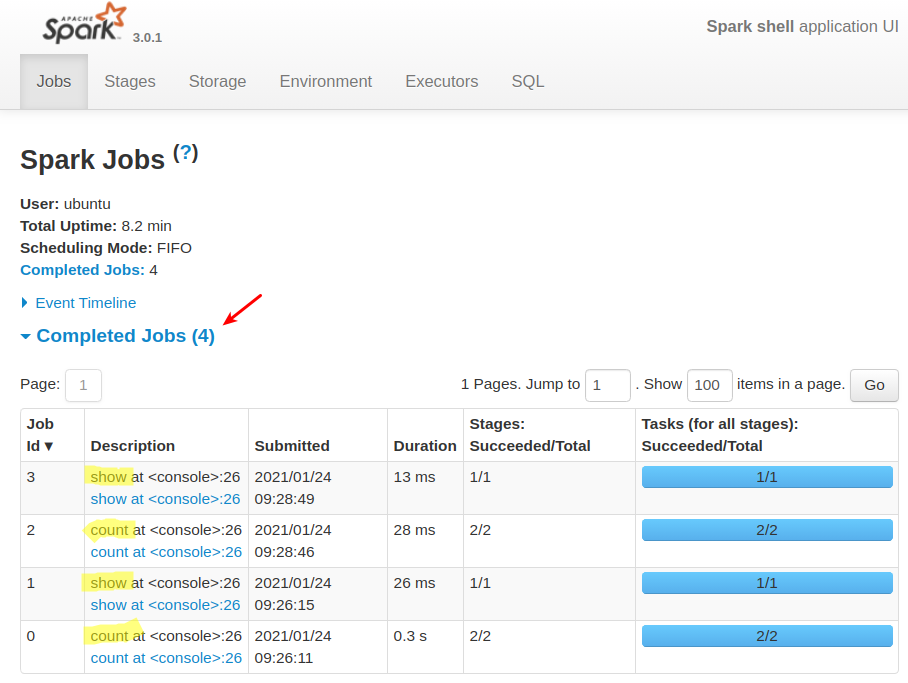 APACHE
Spark™ 3.0.1
Spark shell application UI
Jobs Stages Storage Environment Executors SQL
Spark Jobs (?)
User: ubuntu
Total Uptime: 8.2 min
Scheduling Mode: FIFO
Completed Jobs: 4
Event Timeline
Completed Jobs (4)
Page: 1 1 Pages. Jump to 1 . Show 100 items in a page. Go
Job Id ▾ Description Submitted Duration Stages: Succeeded/Total Tasks (for all stages): Succeeded/Total
3 show at <console>:26 2021/01/24 13 ms 1/1 1/1
show at <console>:26 09:28:49
2 count at <console>:26 2021/01/24 28 ms 2/2 2/2
count at <console>:26 09:28:46
1 show at <console>:26 2021/01/24 26 ms 1/1 1/1
show at <console>:26 09:26:15
0 count at <console>:26 2021/01/24 0.3 s 2/2 2/2
count at <console>:26 09:26:11